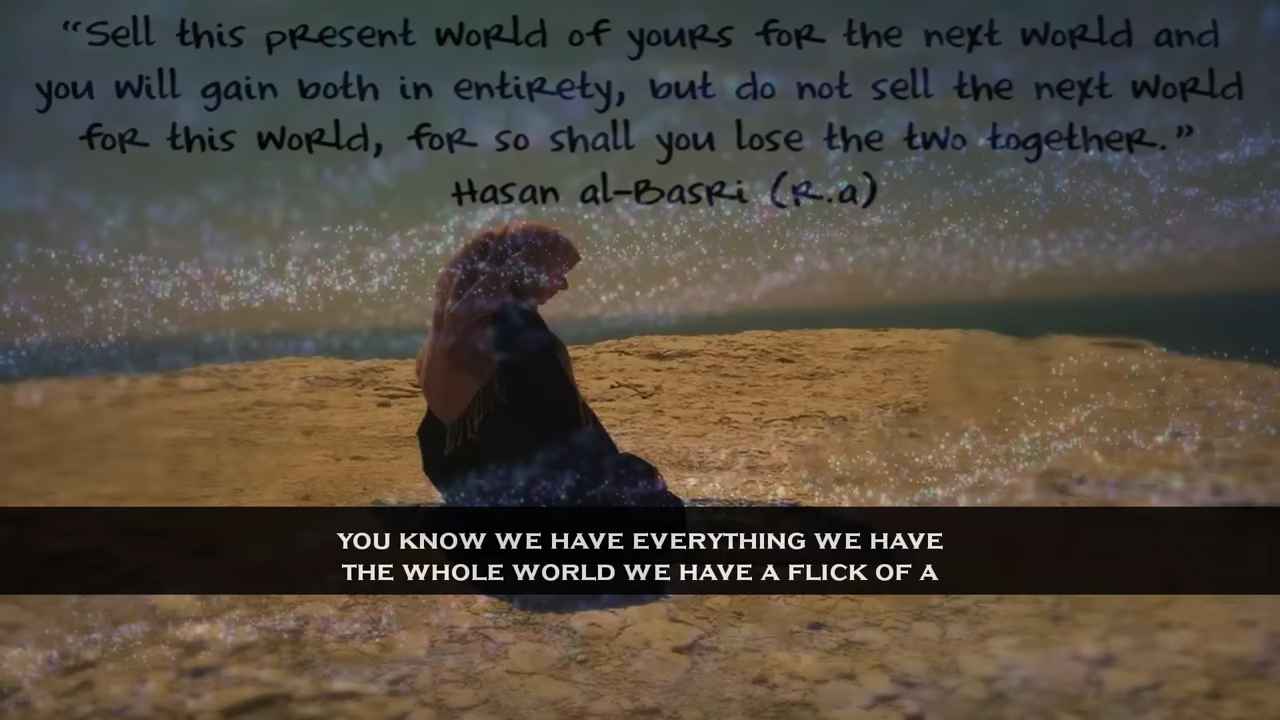 “Sell this present world of yours for the next world and
you will gain both in entirety, but do not sell the next world
for this world, for so shall you lose the two together.”
Hasan al-Basri (R.a)
YOU KNOW WE HAVE EVERYTHING WE HAVE
THE WHOLE WORLD WE HAVE A FLICK OF A